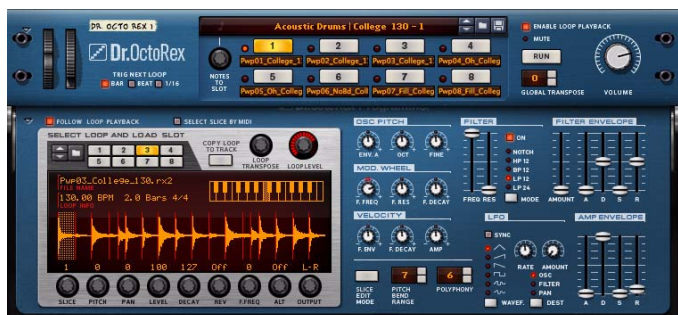 DR. OCTO REX 1
Dr.OctoRex
TRIG NEXT LOOP
BAR BEAT 1/16
NOTES TO SLOT
Acoustic Drums | College 130 - 1
1 2 3 4
Pwp01_College_1 Pwp02_College_1 Pwp03_College_1 Pwp04_Oh_Colleg
5 6 7 8
Pwp05_Oh_Colleg Pwp06_No8d_Coll Pwp07_Fill_Colleg Pwp08_Fill_Colleg
ENABLE LOOP PLAYBACK
MUTE
RUN
0
GLOBAL TRANSPOSE
VOLUME
FOLLOW LOOP PLAYBACK
SELECT SLICE BY MIDI
SELECT LOOP AND LOAD SLOT
1 2 3 4
5 6 7 8
COPY LOOP TO TRACK
LOOP TRANSPOSE
LOOP LEVEL
Pwp03_College_130.rx2
FILE NAME
130.00 BPM 2.0 Bars 4/4
LOOP INFO
1 0 0 100 127 Off 0 Off L-R
SLICE PITCH PAN LEVEL DECAY REV F.FREQ ALT OUTPUT
OSC PITCH
ENV. A OCT FINE
MOD. WHEEL
F. FREQ F. RES F. DECAY
VELOCITY
F. ENV F. DECAY AMP
SLICE EDIT MODE
7
PITCH BEND RANGE
6
POLYPHONY
FILTER
ON
NOTCH
HP 12
BP 12
LP 12
LP 24
FREQ RES MODE
FILTER ENVELOPE
AMOUNT A D S R
LFO
SYNC
RATE AMOUNT
OSC
FILTER
PAN
WAVEF. DEST
AMP ENVELOPE
A D S R